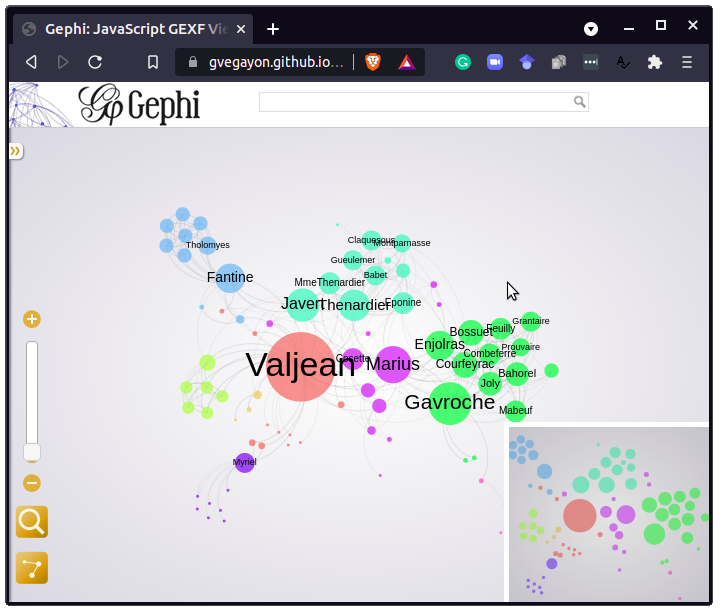 Gephi: JavaScript GEXF Vie
gvegayon.github.io...
Gephi
Claquesous
Montparnasse
Tholomyes
Gueulemer
Fantine
Babet
MmeThenardier
Javert
Thenardier
Eponine
Grantaire
Feuilly
Bossuet
Enjolras
Prouvaire
Combeferre
Cosette
Valjean
Marius
Courfeyrac
Bahorel
Joly
Gavroche
Mabeuf
Myriel